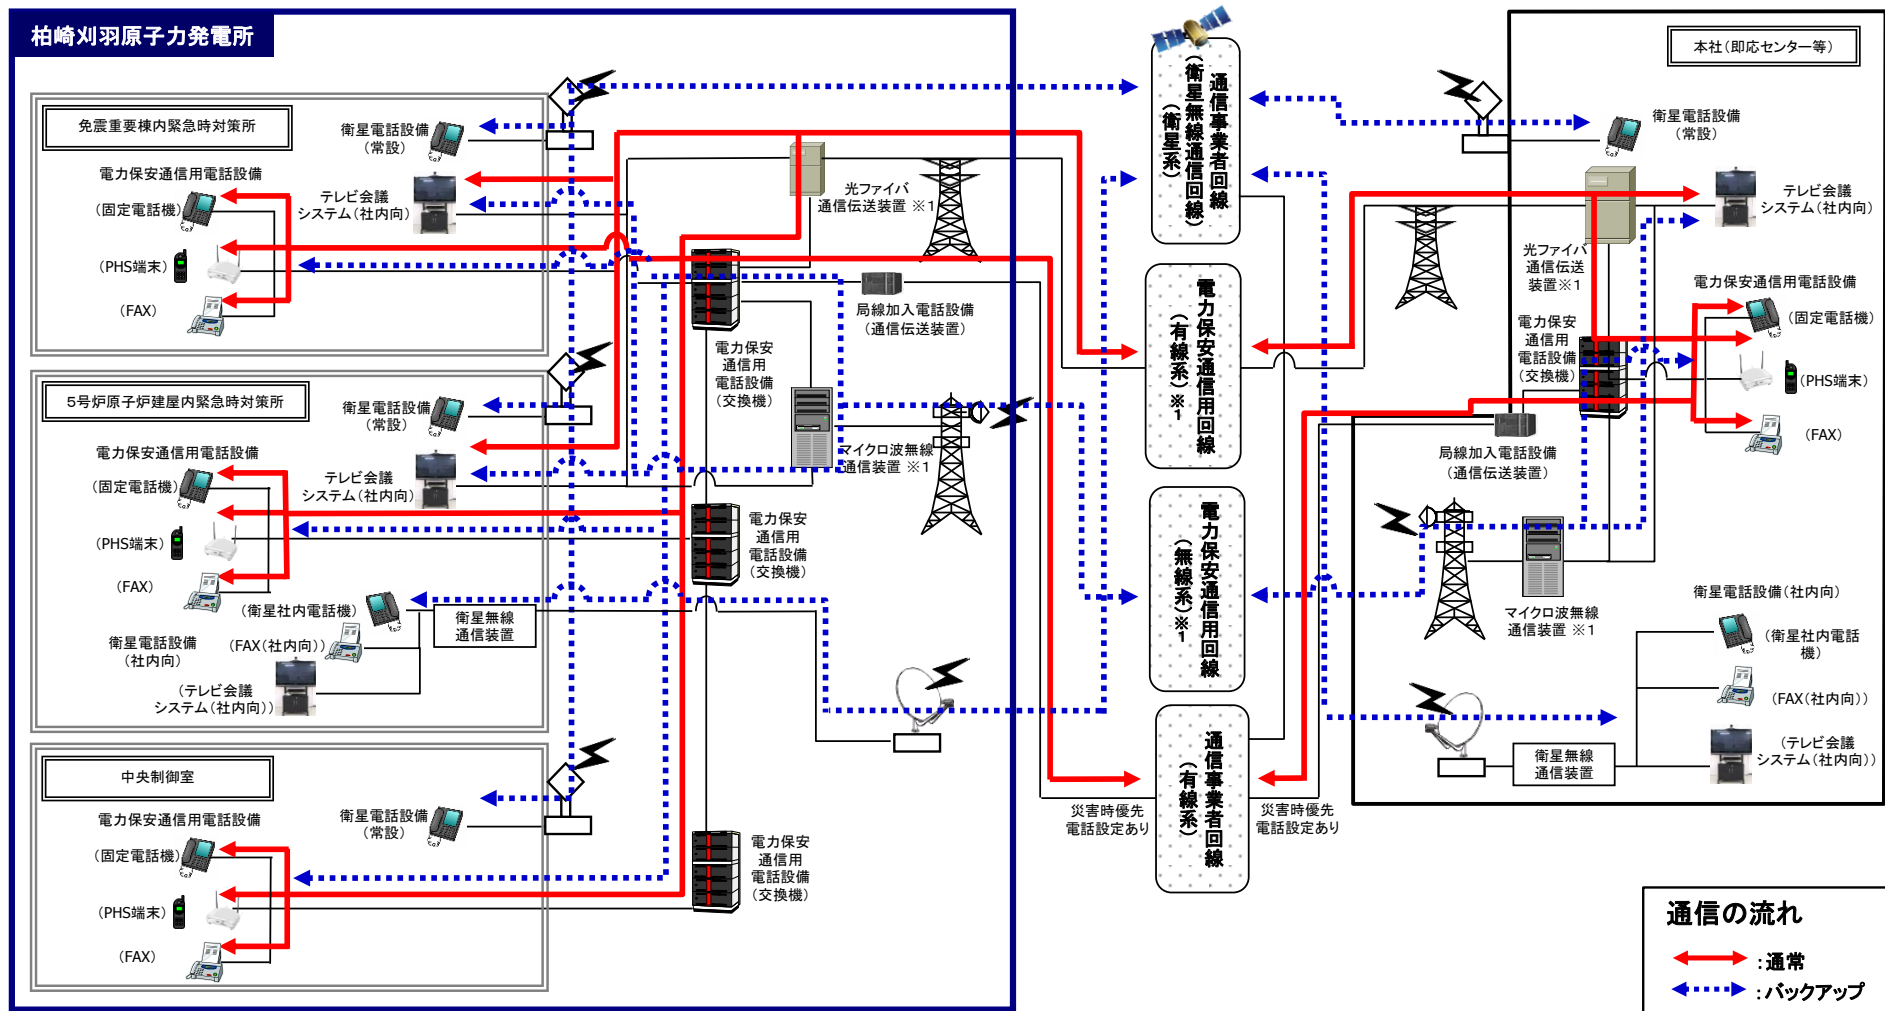 柏崎刈羽原子力発電所
免震重要棟内緊急時対策所
衛星電話設備
(常設)
電力保安通信用電話設備
(固定電話機)
テレビ会議
システム(社内向)
(PHS端末)
(FAX)
光ファイバ
通信伝送装置 ※1
局線加入電話設備
(通信伝送装置)
電力保安
通信用
電話設備
(交換機)
5号炉原子炉建屋内緊急時対策所
衛星電話設備
(常設)
電力保安通信用電話設備
(固定電話機)
テレビ会議
システム(社内向)
マイクロ波無線
通信装置 ※1
(PHS端末)
(FAX)
電力保安
通信用
電話設備
(交換機)
(衛星社内電話機)
衛星無線
通信装置
衛星電話設備
(社内向)
(FAX(社内向))
(テレビ会議
システム(社内向))
中央制御室
衛星電話設備
(常設)
電力保安通信用電話設備
(固定電話機)
(PHS端末)
(FAX)
電力保安
通信用
電話設備
(交換機)
通信事業者回線
(衛星無線通信回線)
(衛星系)
電力保安通信用回線
(有線系)※1
電力保安通信用回線
(無線系)※1
通信事業者回線
(有線系)
災害時優先
電話設定あり
災害時優先
電話設定あり
本社(即応センター等)
衛星電話設備
(常設)
テレビ会議
システム(社内向)
光ファイバ
通信伝送
装置※1
電力保安通信用電話設備
(固定電話機)
電力保安
通信用
電話設備
(交換機)
(PHS端末)
(FAX)
局線加入電話設備
(通信伝送装置)
マイクロ波無線
通信装置 ※1
衛星電話設備(社内向)
(衛星社内電話
機)
(FAX(社内向))
(テレビ会議
システム(社内向))
衛星無線
通信装置
通信の流れ
:通常
:バックアップ